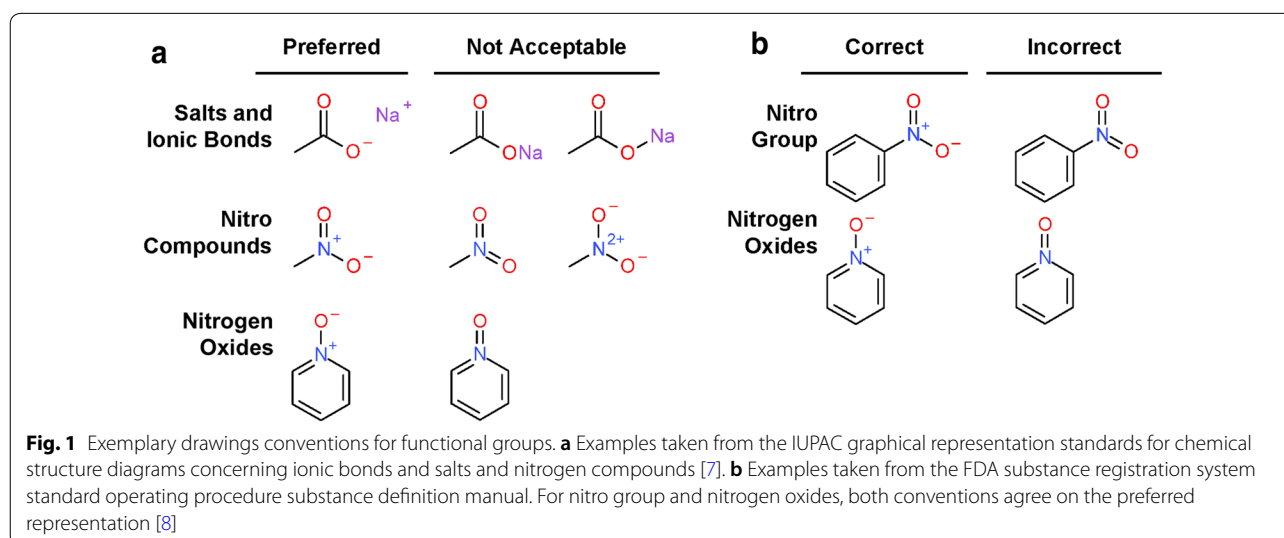 a
Preferred
Not Acceptable
Salts and
Ionic Bonds
O
O⁻
Na⁺
O
ONa
O
O
Na
Nitro
Compounds
O
N⁺
O⁻
O
N
O
O⁻
N²⁺
O⁻
Nitrogen
Oxides
O⁻
N⁺
O
N
b
Correct
Incorrect
Nitro
Group
O
N⁺
O⁻
O
N
O
Nitrogen
Oxides
O⁻
N⁺
O
N
Fig. 1 Exemplary drawings conventions for functional groups. a Examples taken from the IUPAC graphical representation standards for chemical
structure diagrams concerning ionic bonds and salts and nitrogen compounds [7]. b Examples taken from the FDA substance registration system
standard operating procedure substance definition manual. For nitro group and nitrogen oxides, both conventions agree on the preferred
representation [8]